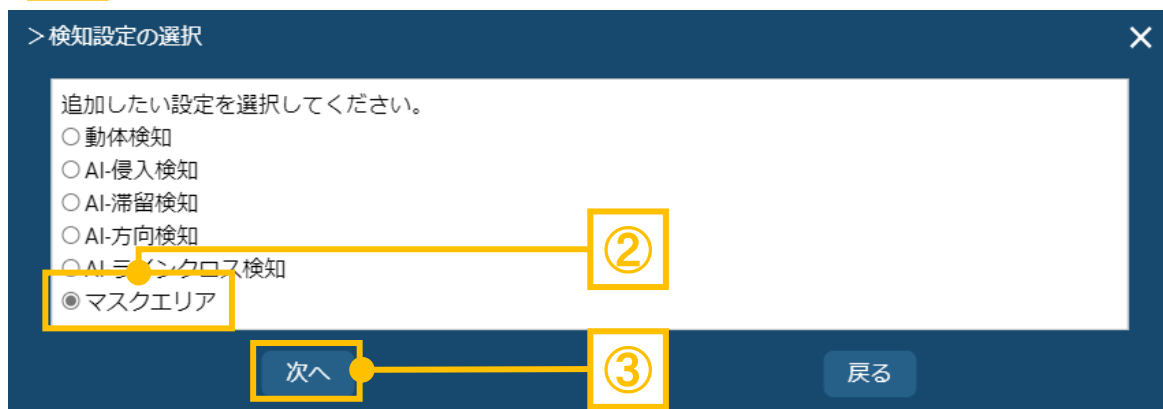 ＞検知設定の選択
×
追加したい設定を選択してください。
動体検知
AI-侵入検知
AI-滞留検知
AI-方向検知
AI-ラインクロス検知
マスクエリア
②
次へ
③
戻る